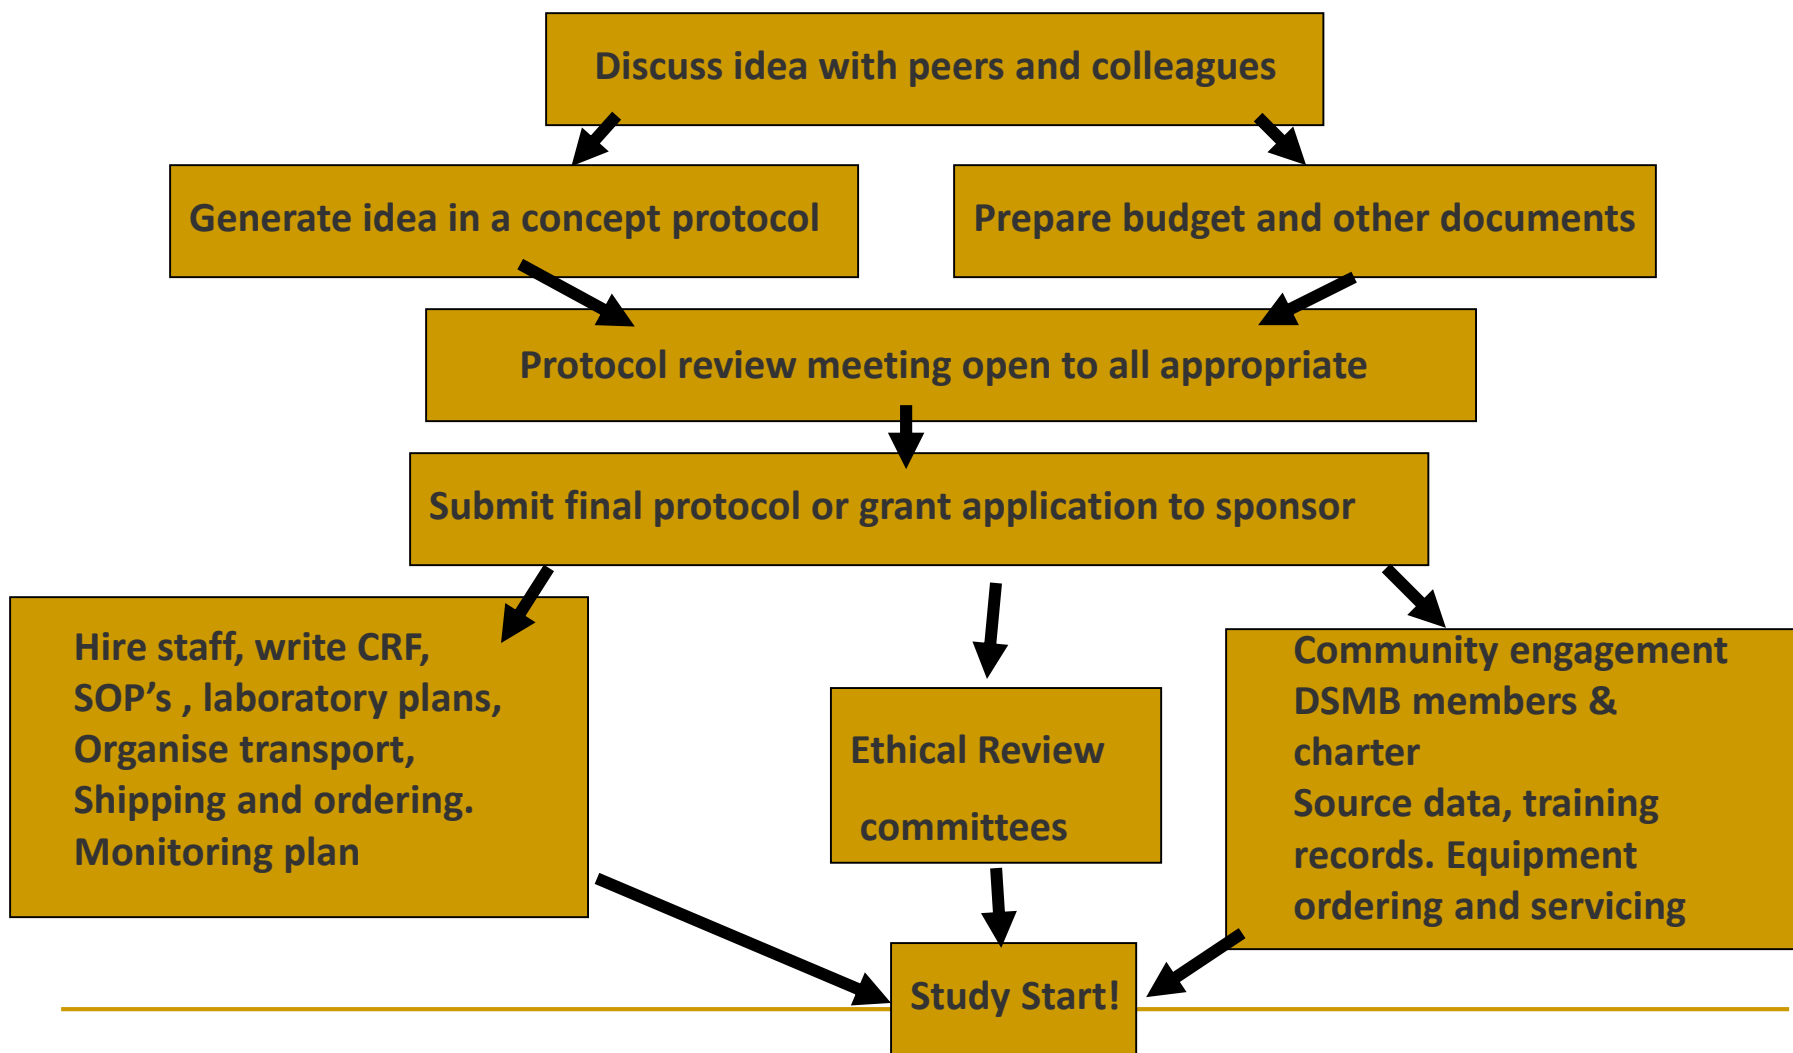 Discuss idea with peers and colleagues
Generate idea in a concept protocol
Prepare budget and other documents
Protocol review meeting open to all appropriate
Submit final protocol or grant application to sponsor
Hire staff, write CRF,
SOP’s , laboratory plans,
Organise transport,
Shipping and ordering.
Monitoring plan
Ethical Review
committees
Community engagement
DSMB members &
charter
Source data, training
records. Equipment
ordering and servicing
Study Start!